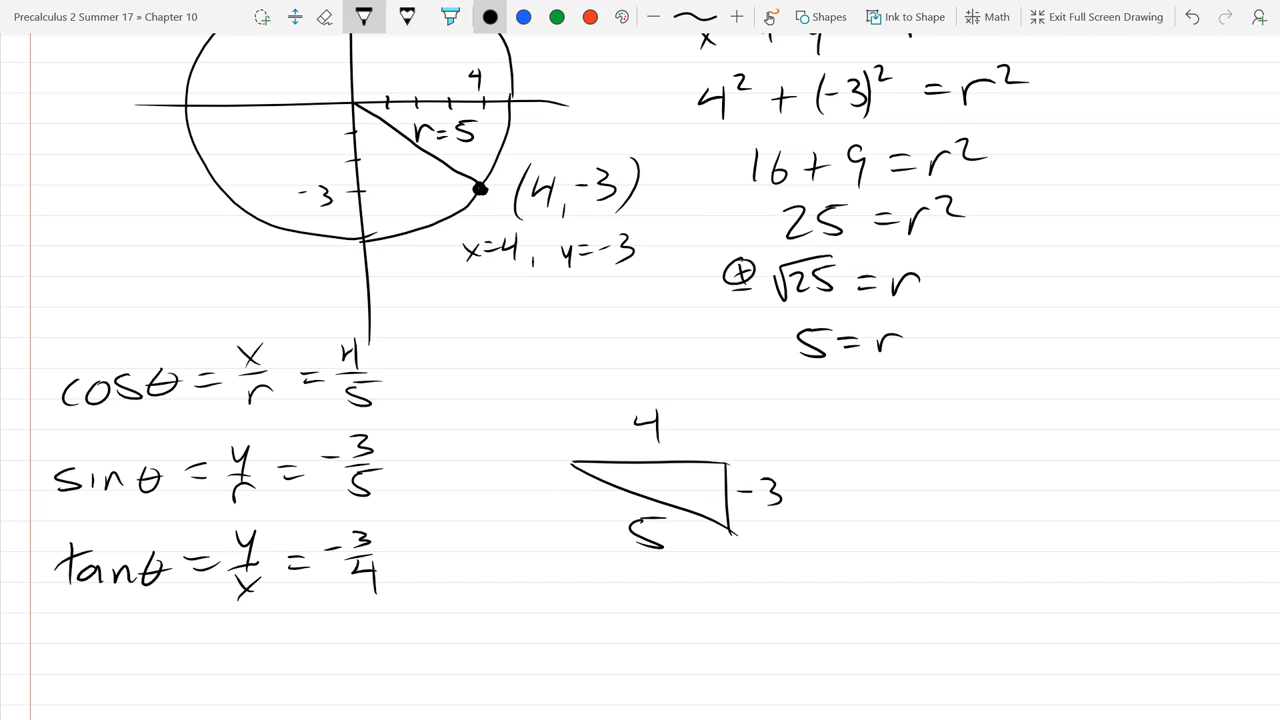 Precalculus 2 Summer 17 » Chapter 10
Shapes
Ink to Shape
Math
Exit Full Screen Drawing
4
r=5
-3
(4,-3)
x=4, y=-3
4² + (-3)² = r²
16 + 9 = r²
25 = r²
± √25 = r
5 = r
cosθ = x/r = 4/5
sinθ = y/r = -3/5
tanθ = y/x = -3/4
4
-3
5